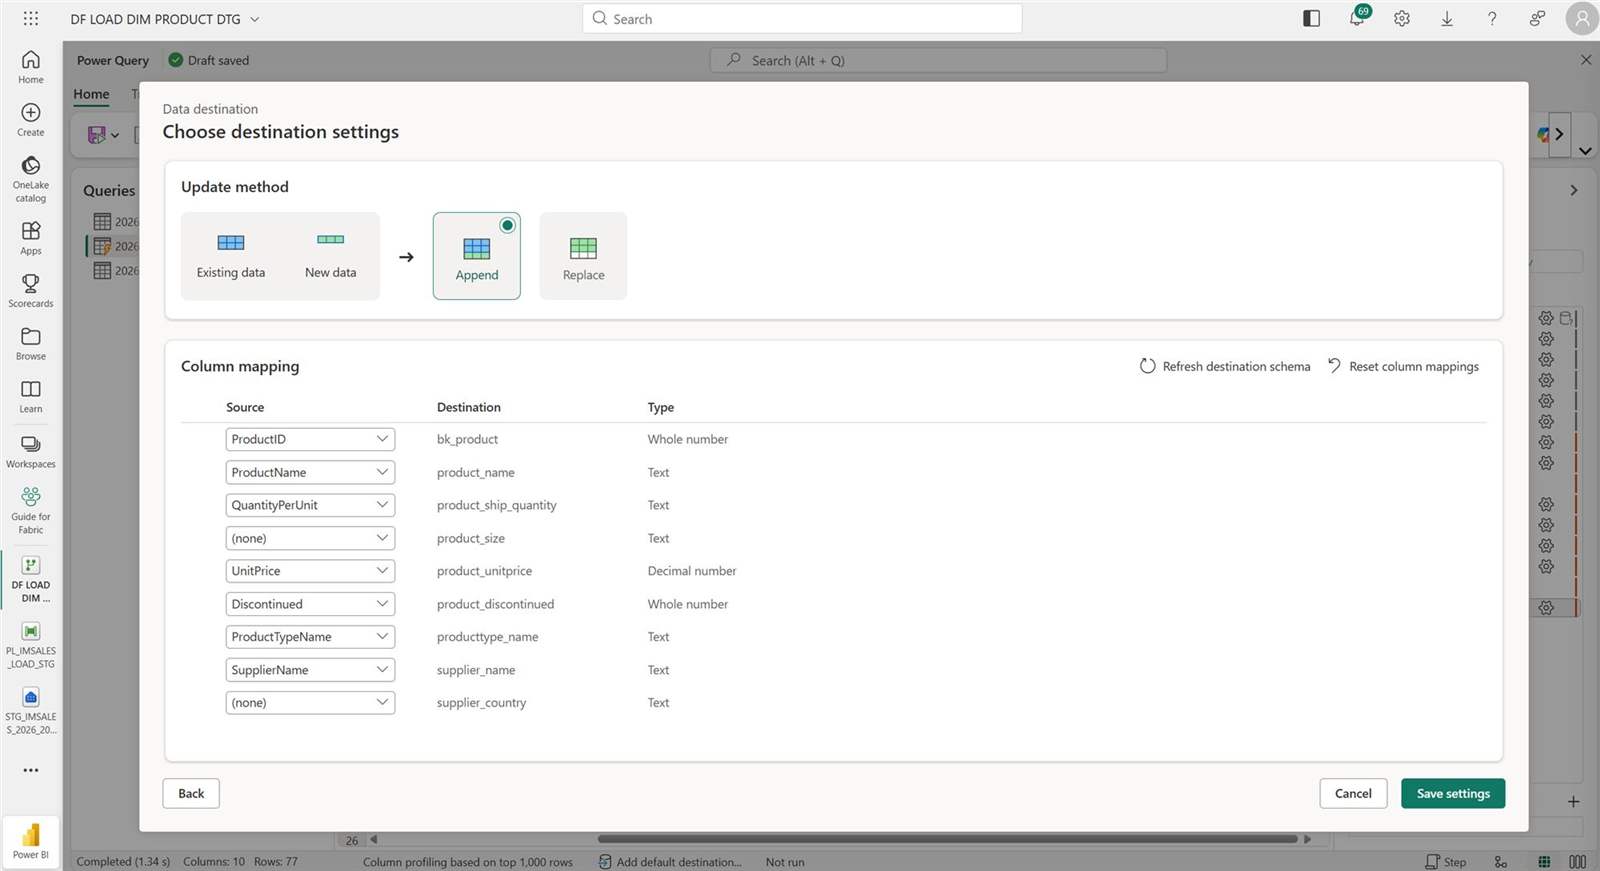 DF LOAD DIM PRODUCT DTG
Search
69
Home
Create
OneLake
catalog
Apps
Scorecards
Browse
Learn
Workspaces
Guide for
Fabric
DF LOAD
DIM ...
PL_IMSALES
_LOAD_STG
STG_IMSALE
S_2026_20...
Power BI
Power Query
Draft saved
Search (Alt + Q)
Home
Queries
2026
2026
2026
Data destination
Choose destination settings
Update method
Existing data
New data
Append
Replace
Column mapping
Refresh destination schema
Reset column mappings
Source Destination Type
ProductID bk_product Whole number
ProductName product_name Text
QuantityPerUnit product_ship_quantity Text
(none) product_size Text
UnitPrice product_unitprice Decimal number
Discontinued product_discontinued Whole number
ProductTypeName producttype_name Text
SupplierName supplier_name Text
(none) supplier_country Text
Back
Cancel
Save settings
26
Completed (1.34 s) Columns: 10 Rows: 77
Column profiling based on top 1,000 rows
Add default destination...
Not run
Step